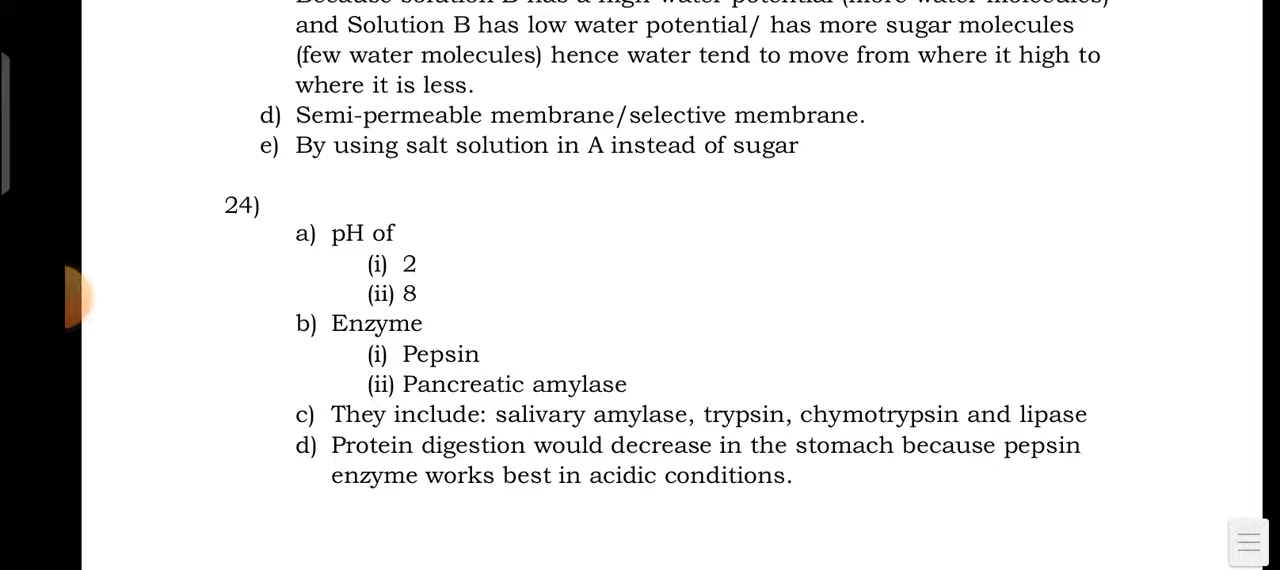 and Solution B has low water potential/ has more sugar molecules
(few water molecules) hence water tend to move from where it high to
where it is less.
d) Semi-permeable membrane/selective membrane.
e) By using salt solution in A instead of sugar
24)
a) pH of
(i) 2
(ii) 8
b) Enzyme
(i) Pepsin
(ii) Pancreatic amylase
c) They include: salivary amylase, trypsin, chymotrypsin and lipase
d) Protein digestion would decrease in the stomach because pepsin
enzyme works best in acidic conditions.